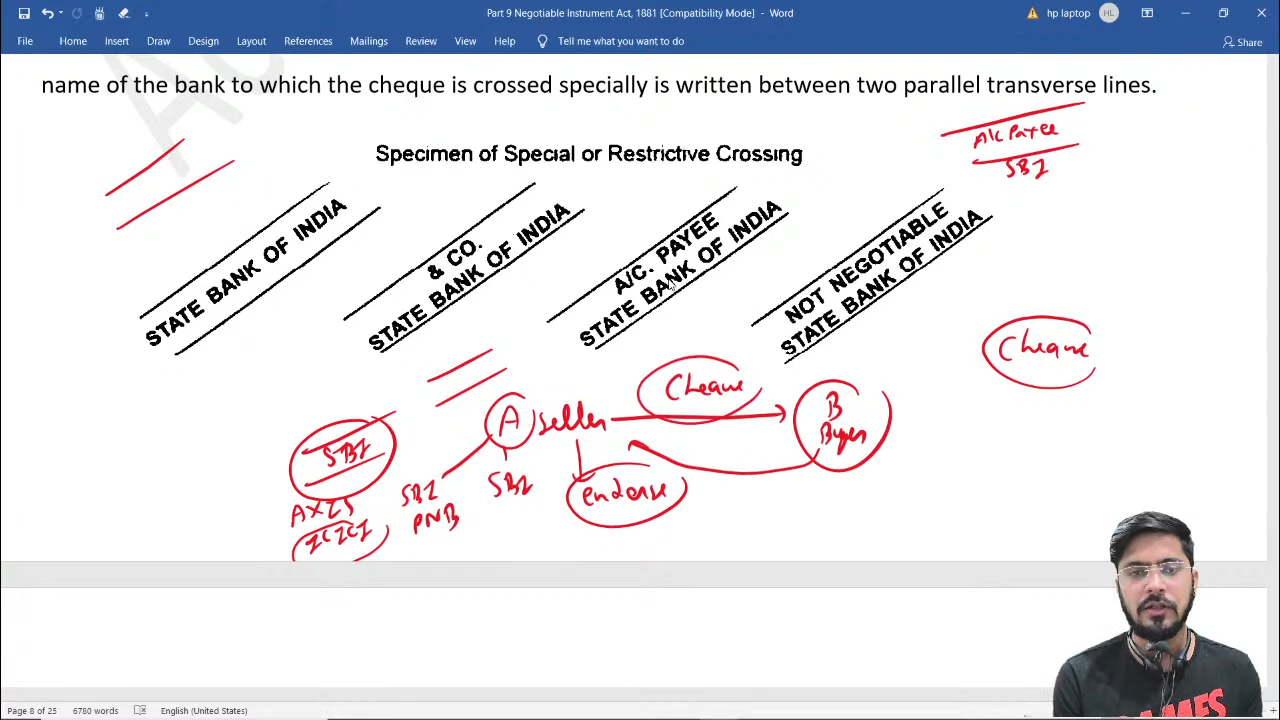 Part 9 Negotiable Instrument Act, 1881 [Compatibility Mode] - Word
hp laptop
HL
File Home Insert Draw Design Layout References Mailings Review View Help Tell me what you want to do
Share
name of the bank to which the cheque is crossed specially is written between two parallel transverse lines.
A/c Payee
SBI
Specimen of Special or Restrictive Crossing
STATE BANK OF INDIA
& CO.
STATE BANK OF INDIA
A/C. PAYEE
STATE BANK OF INDIA
NOT NEGOTIABLE
STATE BANK OF INDIA
Cheque
Cheque
A Seller
B
Buyer
SBI
AXIS
ICICI
SBI
PNB
SBI
endorse
GAMES
Page 8 of 25 6780 words English (United States)